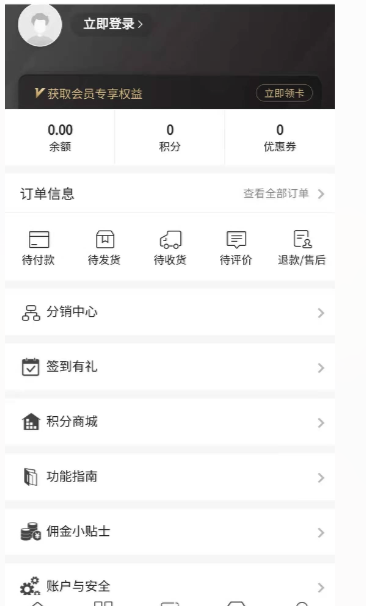 立即登录
获取会员专享权益
立即领卡
0.00
0
0
余额
积分
优惠券
订单信息
查看全部订单
待付款
待发货
待收货
待评价
退款/售后
分销中心
签到有礼
积分商城
功能指南
佣金小贴士
账户与安全